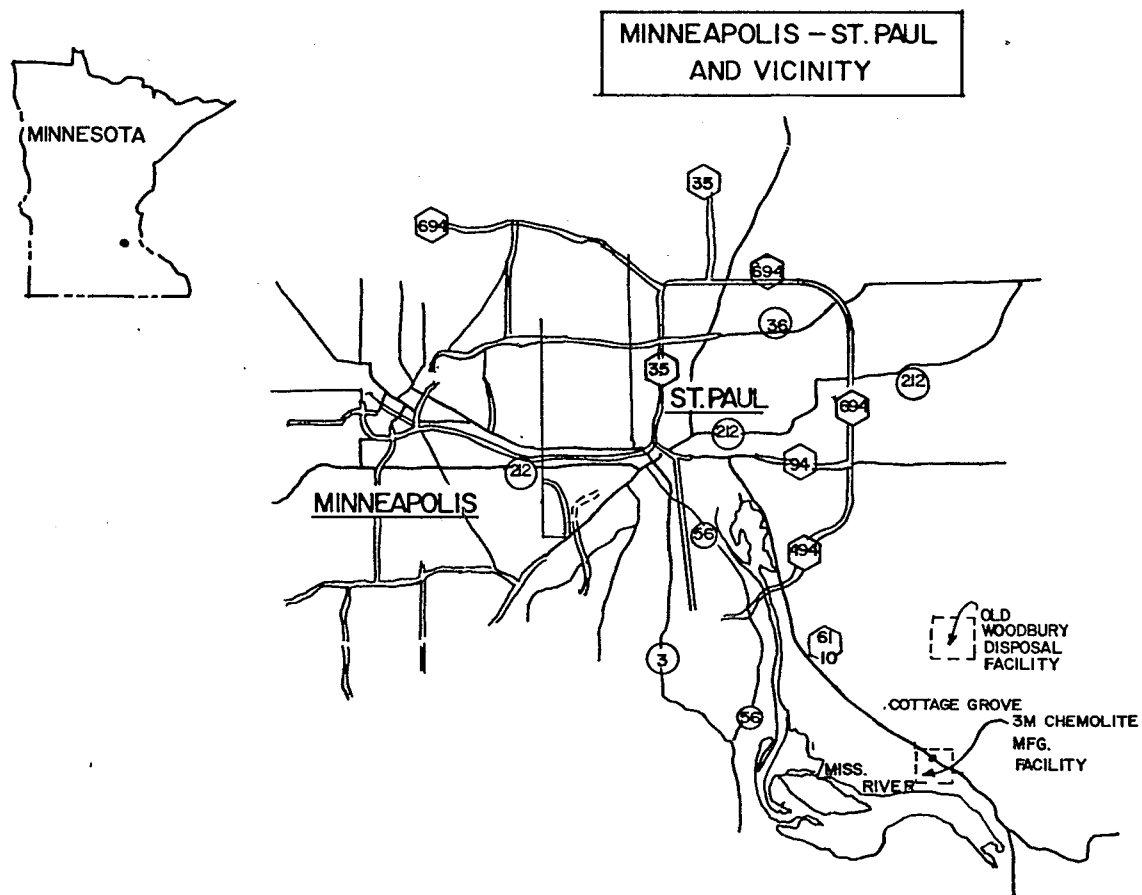 MINNEAPOLIS – ST. PAUL
AND VICINITY
MINNESOTA
35
694
694
36
35
212
ST. PAUL
694
212
94
212
MINNEAPOLIS
56
494
61
10
OLD
WOODBURY
DISPOSAL
FACILITY
3
COTTAGE GROVE
56
3M CHEMOLITE
MFG.
FACILITY
MISS.
RIVER